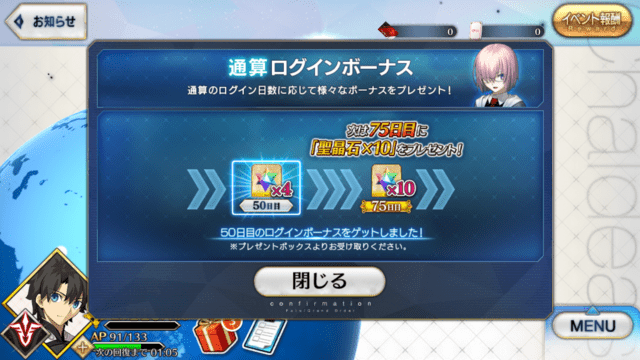 お知らせ
0
0
イベント報酬
Reward
通算ログインボーナス
通算のログイン日数に応じて様々なボーナスをプレゼント!
次は75日目に
「聖晶石×10」をプレゼント!
×4
50日目
×10
75日目
50日目のログインボーナスをゲットしました!
※プレゼントボックスよりお受け取りください。
閉じる
confirmation
Fate/Grand Order
chaldea
AP 91/133
次の回復まで 01:05
MENU